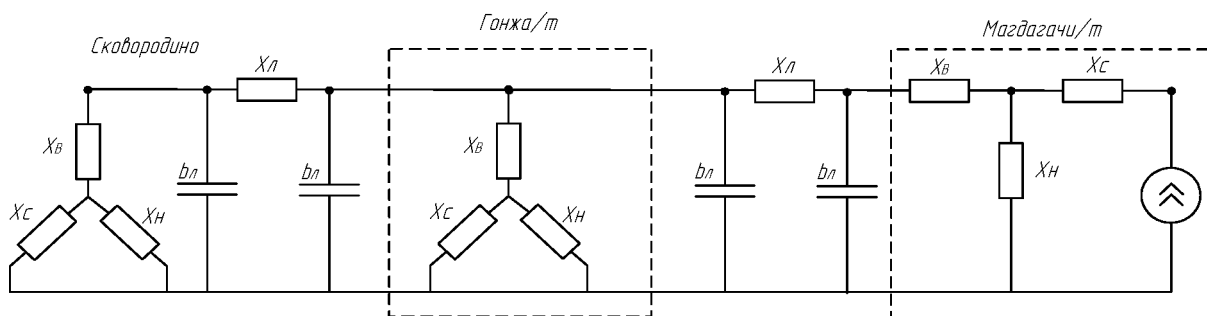 Сковородино
Гонжа/т
Магдагачи/т
Xл
Xл
Xв
Xс
Xв
bл
bл
Xв
bл
bл
Xн
Xс
Xн
Xс
Xн